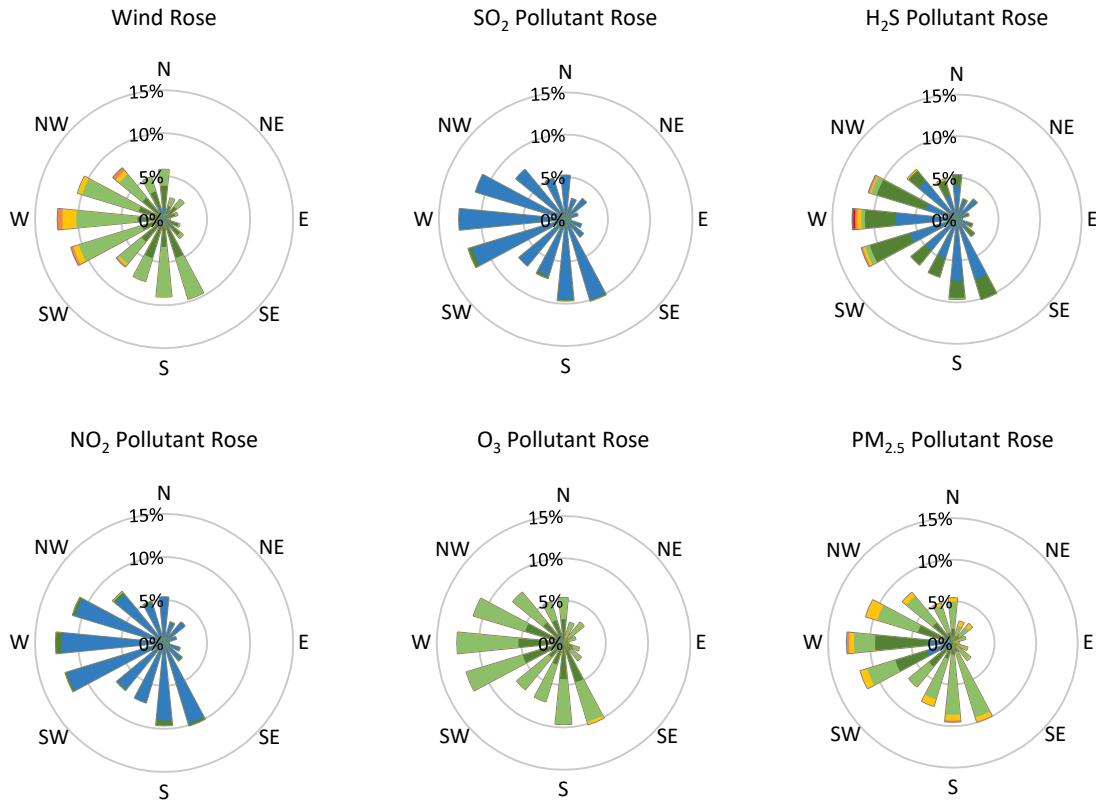 Wind Rose
N
15%
NW
NE
10%
5%
W
0%
E
SW
SE
S
SO₂ Pollutant Rose
N
15%
NW
NE
10%
5%
W
0%
E
SW
SE
S
H₂S Pollutant Rose
N
15%
NW
NE
10%
5%
W
0%
E
SW
SE
S
NO₂ Pollutant Rose
N
15%
NW
NE
10%
5%
W
0%
E
SW
SE
S
O₃ Pollutant Rose
N
15%
NW
NE
10%
5%
W
0%
E
SW
SE
S
PM₂.₅ Pollutant Rose
N
15%
NW
NE
10%
5%
W
0%
E
SW
SE
S